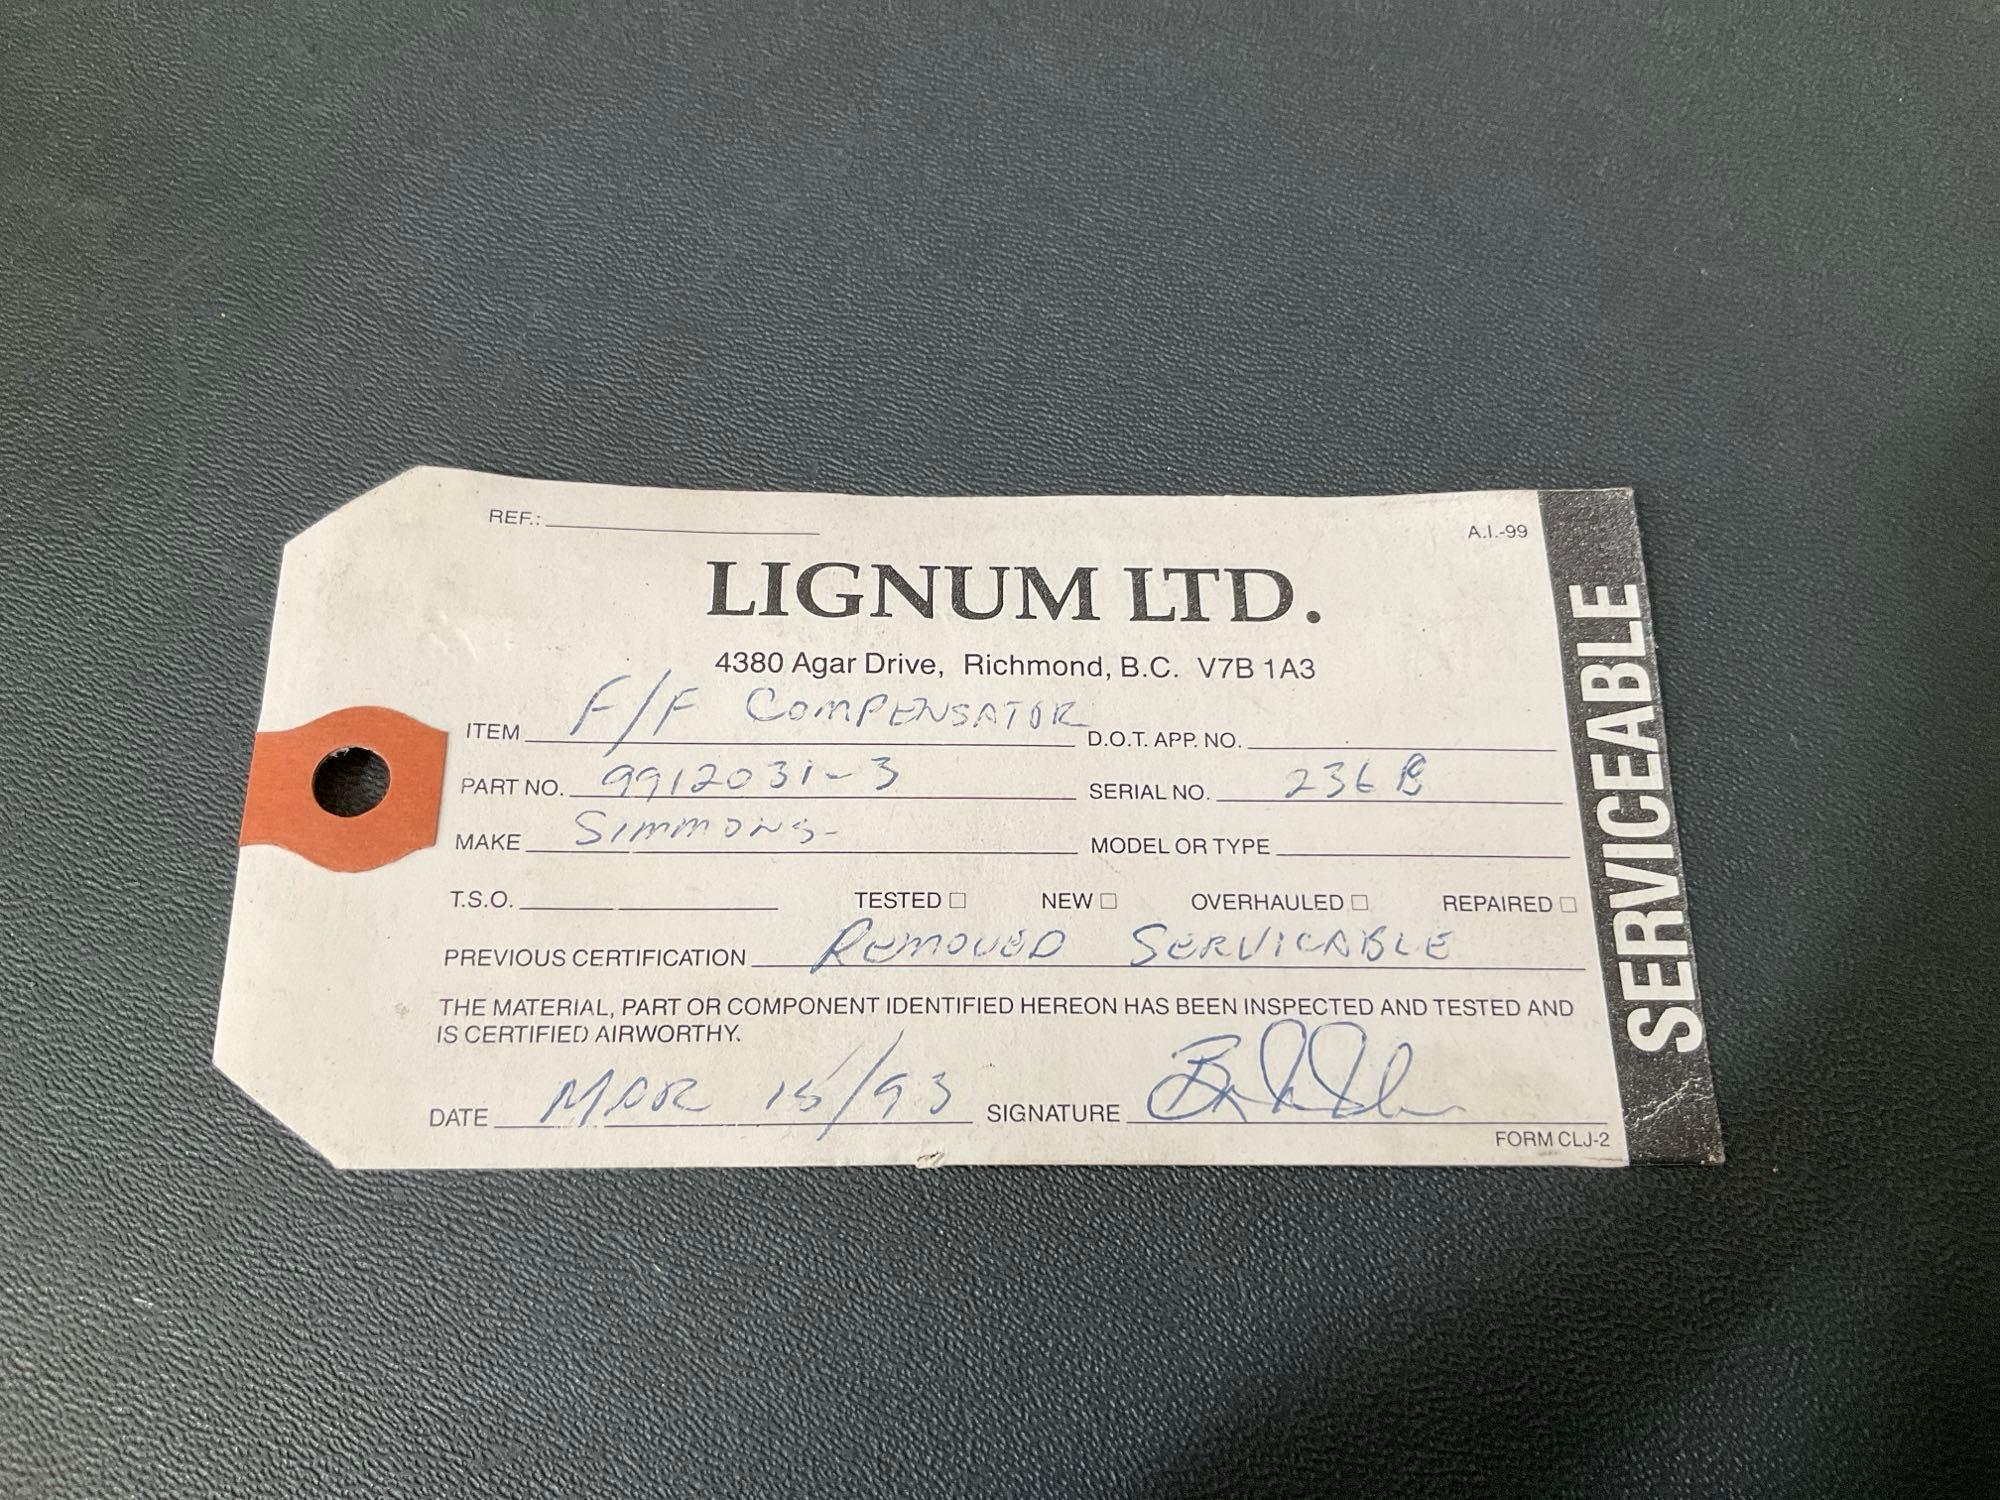 REF.:
A.I.-99
LIGNUM LTD.
4380 Agar Drive, Richmond, B.C. V7B 1A3
ITEM F/F COMPENSATOR D.O.T. APP. NO.
PART NO. 9912031-3 SERIAL NO. 236 B
MAKE SIMMONS- MODEL OR TYPE
T.S.O. TESTED ☐ NEW ☐ OVERHAULED ☐ REPAIRED ☐
PREVIOUS CERTIFICATION REMOVED SERVICABLE
THE MATERIAL, PART OR COMPONENT IDENTIFIED HEREON HAS BEEN INSPECTED AND TESTED AND
IS CERTIFIED AIRWORTHY.
DATE MAR 15/93 SIGNATURE
FORM CLJ-2
SERVICEABLE